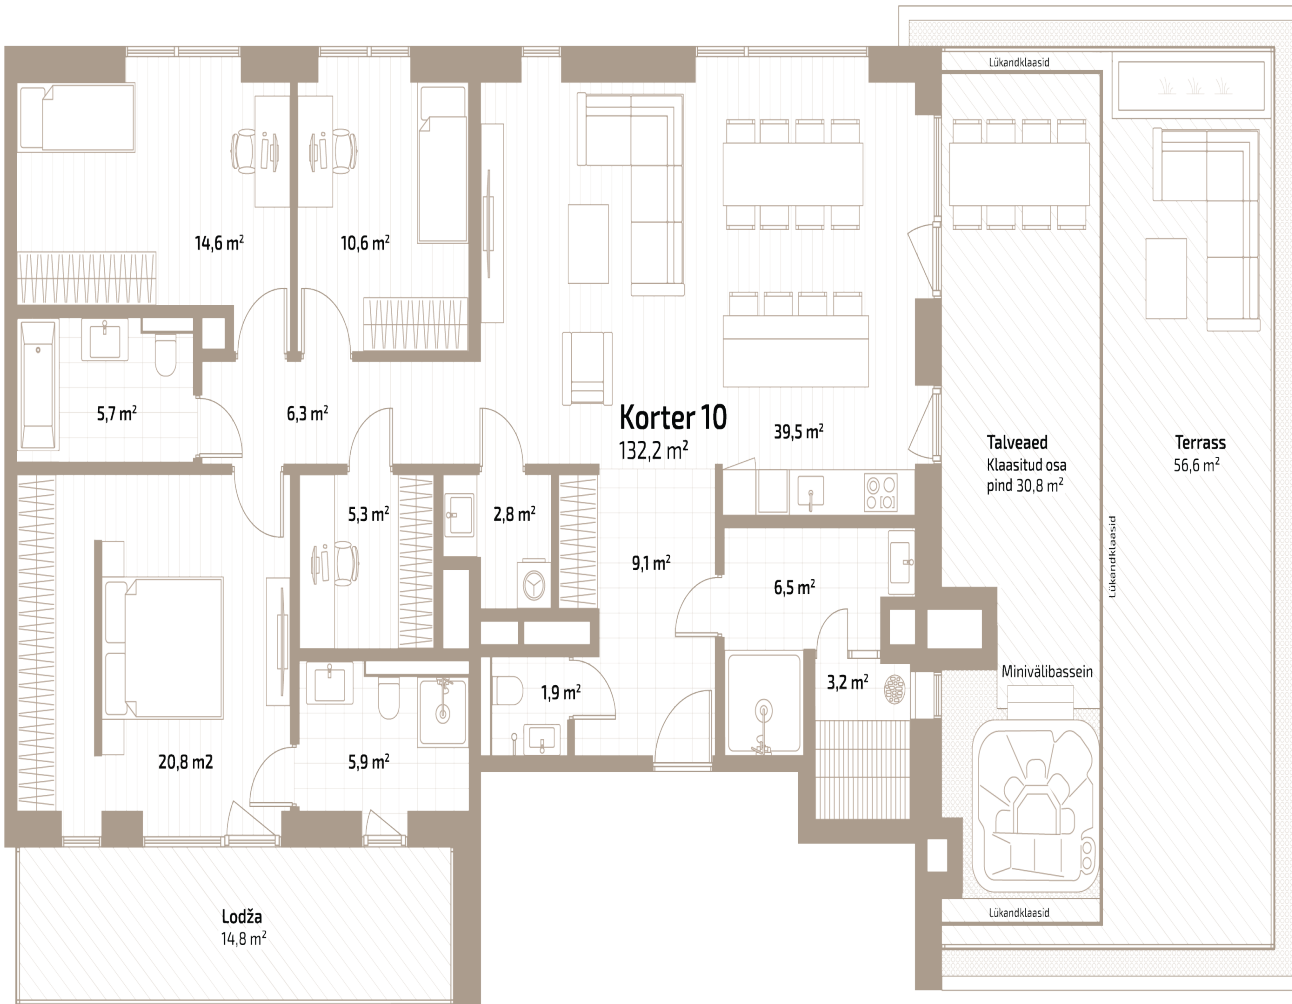 Lükandklaasid
14,6 m²
10,6 m²
5,7 m²
6,3 m²
Korter 10
132,2 m²
39,5 m²
Talveaed
Klaasitud osa
pind 30,8 m²
Terrass
56,6 m²
5,3 m²
2,8 m²
9,1 m²
6,5 m²
Lükandklaasid
Minivälibassein
1,9 m²
3,2 m²
20,8 m2
5,9 m²
Lodža
14,8 m²
Lükandklaasid